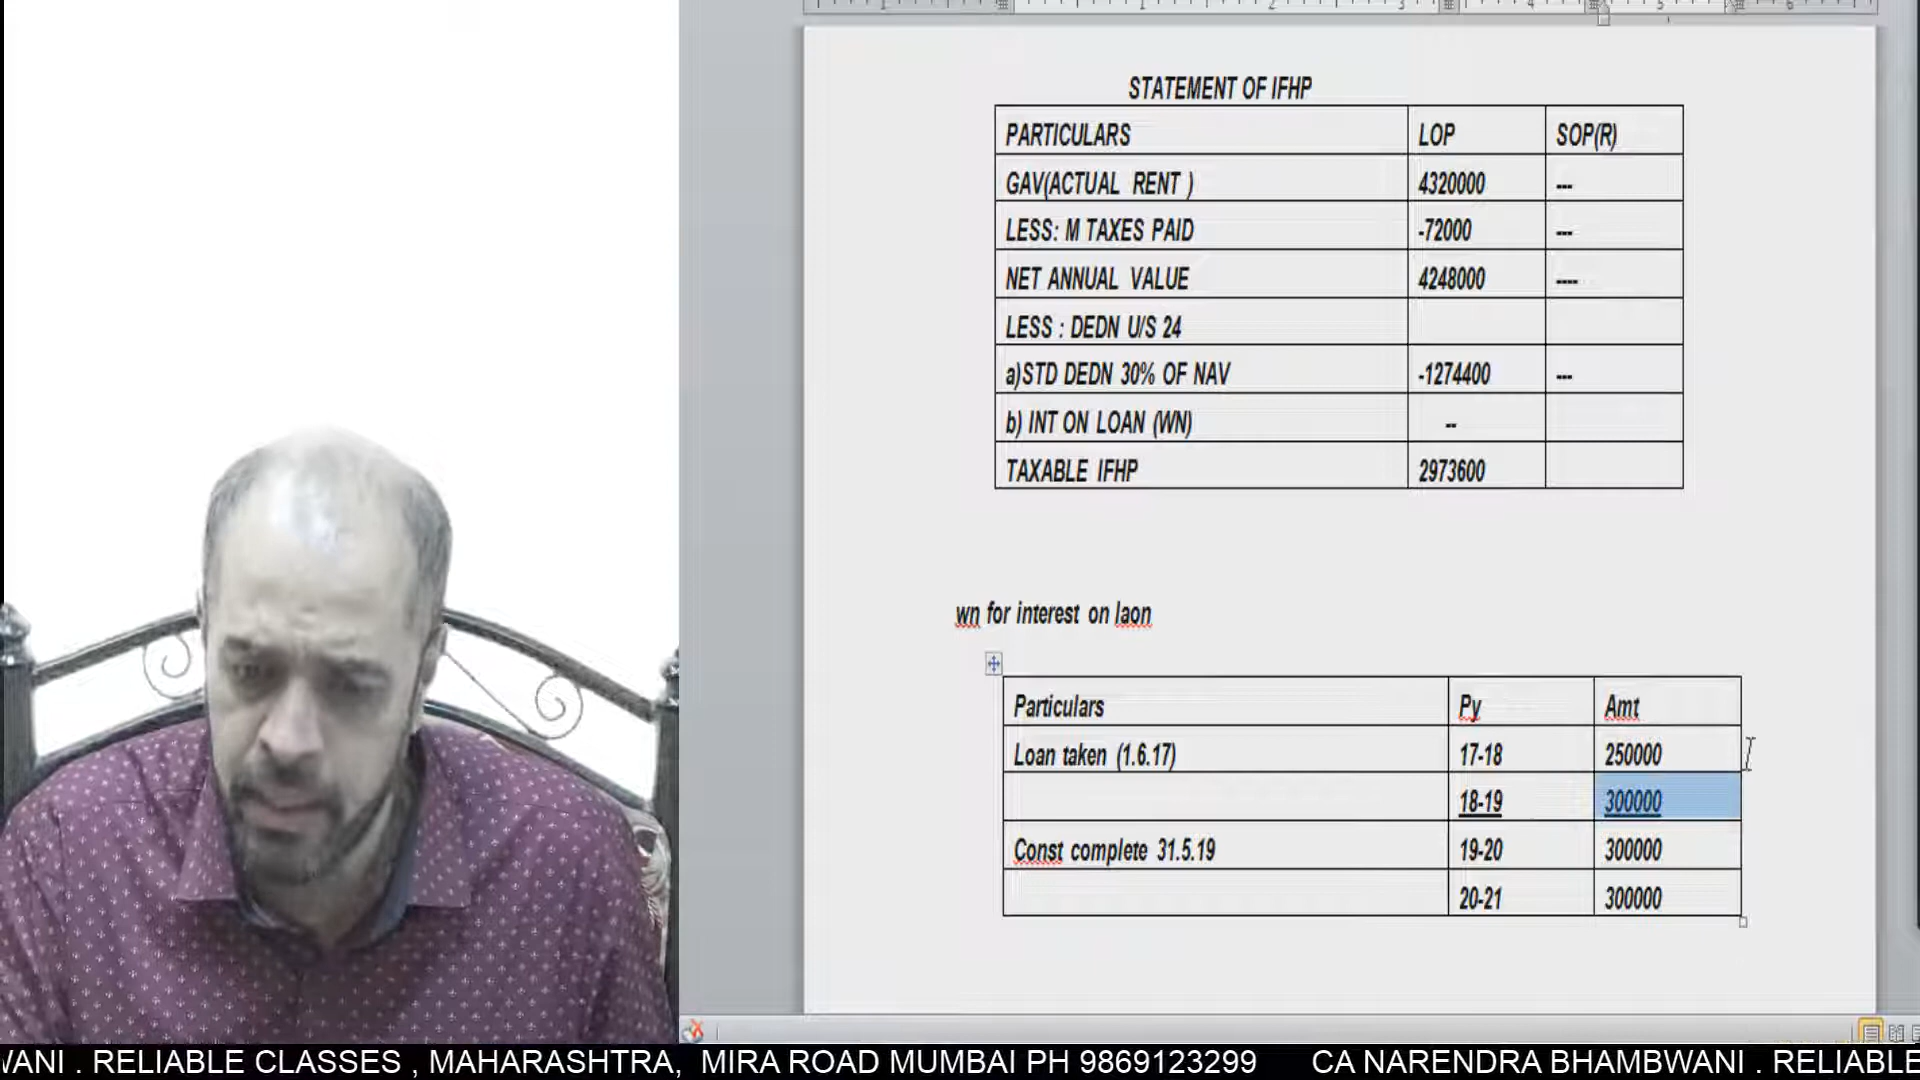 STATEMENT OF IFHP
PARTICULARS LOP SOP(R)
GAV(ACTUAL RENT ) 4320000 ---
LESS: M TAXES PAID -72000 ---
NET ANNUAL VALUE 4248000 ----
LESS : DEDN U/S 24
a)STD DEDN 30% OF NAV -1274400 ---
b) INT ON LOAN (WN) --
TAXABLE IFHP 2973600
wn for interest on laon
Particulars Py Amt
Loan taken (1.6.17) 17-18 250000
18-19 300000
Const complete 31.5.19 19-20 300000
20-21 300000
WANI . RELIABLE CLASSES , MAHARASHTRA, MIRA ROAD MUMBAI PH 9869123299 CA NARENDRA BHAMBWANI . RELIABLE